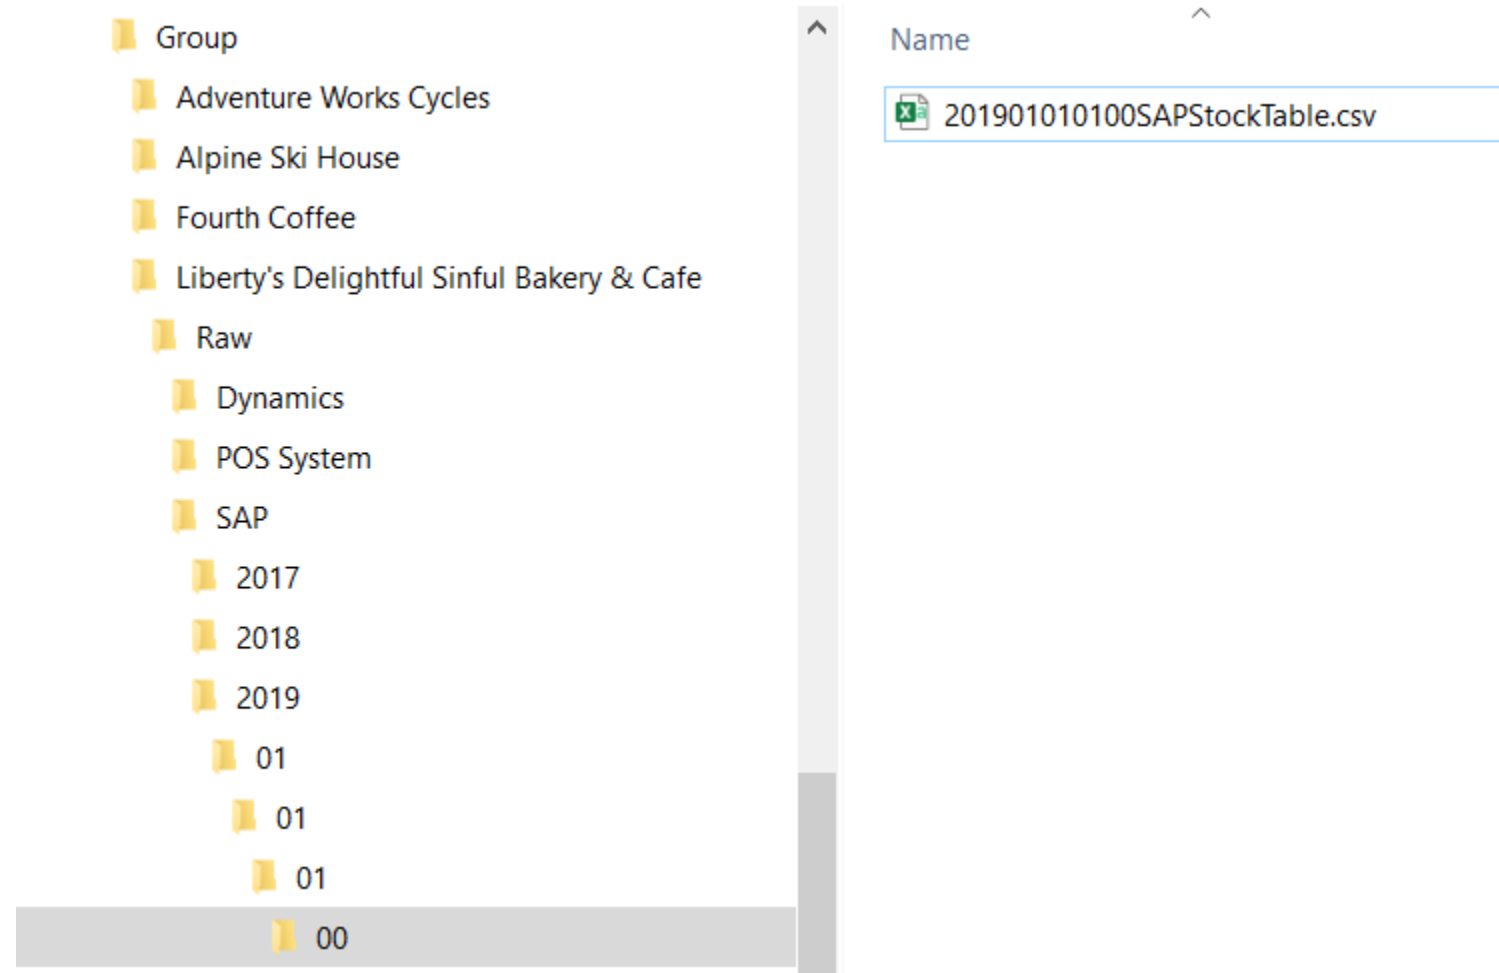 Group
Adventure Works Cycles
Alpine Ski House
Fourth Coffee
Liberty's Delightful Sinful Bakery & Cafe
Raw
Dynamics
POS System
SAP
2017
2018
2019
01
01
01
00
Name
201901010100SAPStockTable.csv